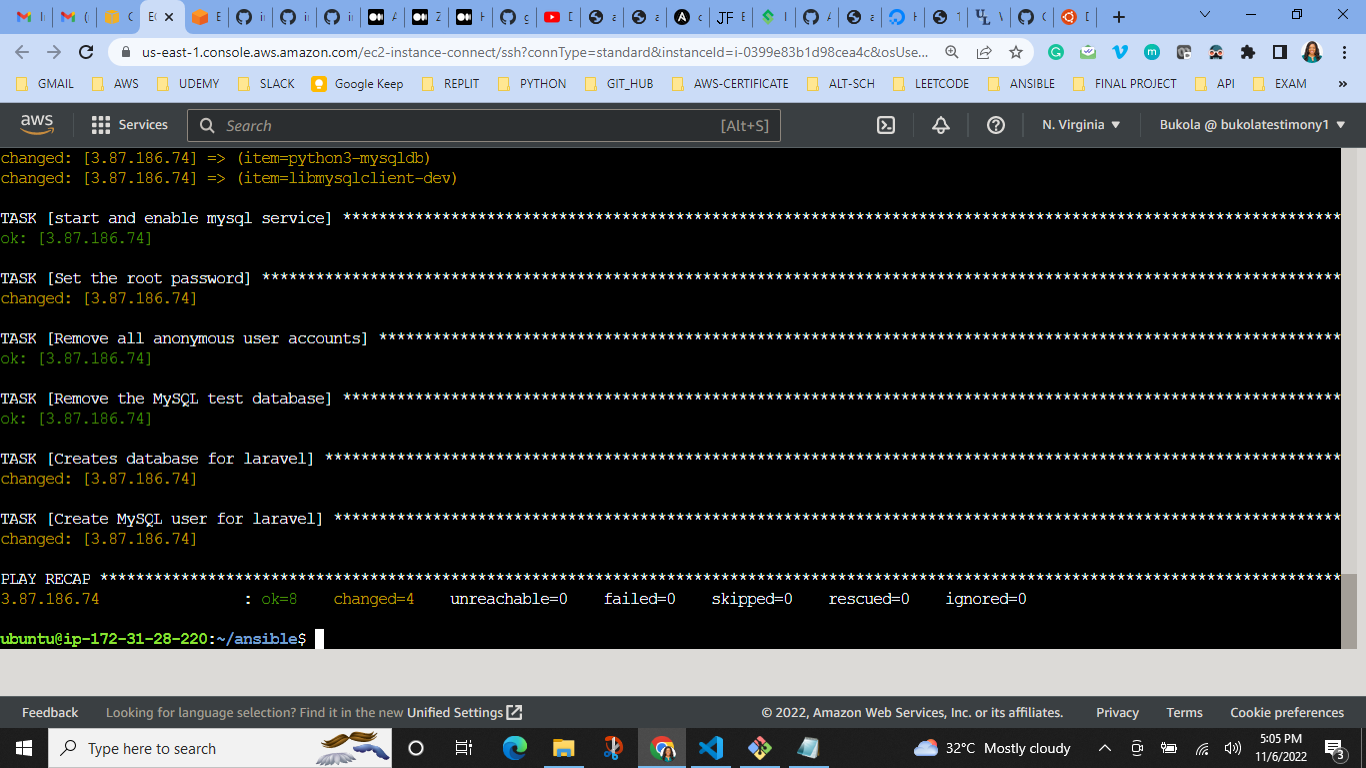 us-east-1.console.aws.amazon.com/ec2-instance-connect/ssh?connType=standard&instanceId=i-0399e83b1d98cea4c&osUse...
GMAIL AWS UDEMY SLACK Google Keep REPLIT PYTHON GIT_HUB AWS-CERTIFICATE ALT-SCH LEETCODE ANSIBLE FINAL PROJECT API EXAM »
aws Services Search [Alt+S] N. Virginia Bukola @ bukolatestimony1
changed: [3.87.186.74] => (item=python3-mysqldb)
changed: [3.87.186.74] => (item=libmysqlclient-dev)
TASK [start and enable mysql service] ***************************************************************************************************************
ok: [3.87.186.74]
TASK [Set the root password] ************************************************************************************************************************
changed: [3.87.186.74]
TASK [Remove all anonymous user accounts] ***********************************************************************************************************
ok: [3.87.186.74]
TASK [Remove the MySQL test database] ***************************************************************************************************************
ok: [3.87.186.74]
TASK [Creates database for laravel] *****************************************************************************************************************
changed: [3.87.186.74]
TASK [Create MySQL user for laravel] ****************************************************************************************************************
changed: [3.87.186.74]
PLAY RECAP ******************************************************************************************************************************************
3.87.186.74 : ok=8 changed=4 unreachable=0 failed=0 skipped=0 rescued=0 ignored=0
ubuntu@ip-172-31-28-220:~/ansible$
Feedback Looking for language selection? Find it in the new Unified Settings © 2022, Amazon Web Services, Inc. or its affiliates. Privacy Terms Cookie preferences
Type here to search 32°C Mostly cloudy 5:05 PM
11/6/2022 3